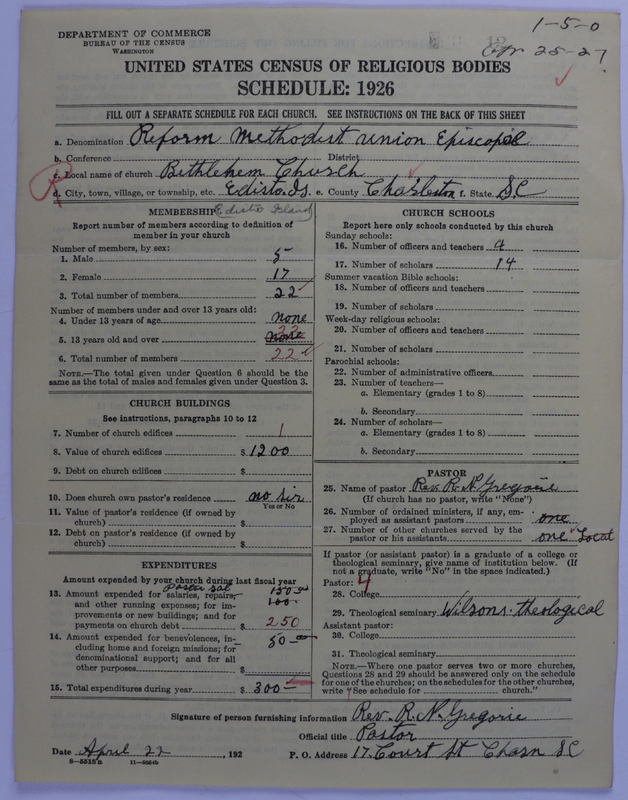 1-5-0
Apr 25-27
DEPARTMENT OF COMMERCE
BUREAU OF THE CENSUS
WASHINGTON
UNITED STATES CENSUS OF RELIGIOUS BODIES
SCHEDULE: 1926
FILL OUT A SEPARATE SCHEDULE FOR EACH CHURCH. SEE INSTRUCTIONS ON THE BACK OF THIS SHEET
a. Denomination Reform Methodist Union Episcopal
b. Conference District
c. Local name of church Bethlehem Church
d. City, town, village, or township, etc. Edisto Is. e. County Charleston f. State S.C
Edisto Island
MEMBERSHIP
Report number of members according to definition of
member in your church
Number of members, by sex:
1. Male 5
2. Female 17
3. Total number of members 22
Number of members under and over 13 years old:
4. Under 13 years of age none
5. 13 years old and over none 22
6. Total number of members 22
NOTE.—The total given under Question 6 should be
the same as the total of males and females given under Question 3.
CHURCH BUILDINGS
See instructions, paragraphs 10 to 12
7. Number of church edifices 1
8. Value of church edifices $ 1200
9. Debt on church edifices $
10. Does church own pastor's residence no sir
Yes or No
11. Value of pastor's residence (if owned by
church) $
12. Debt on pastor's residence (if owned by
church) $
EXPENDITURES
Amount expended by your church during last fiscal year
Pastor sal
13. Amount expended for salaries, repairs, 150 00
and other running expenses; for im- 100
provements or new buildings; and for
payments on church debt $ 250
14. Amount expended for benevolences, in- 50 00
cluding home and foreign missions; for
denominational support; and for all
other purposes $
15. Total expenditures during year $ 300
CHURCH SCHOOLS
Report here only schools conducted by this church
Sunday schools:
16. Number of officers and teachers 4
17. Number of scholars 14
Summer vacation Bible schools:
18. Number of officers and teachers
19. Number of scholars
Week-day religious schools:
20. Number of officers and teachers
21. Number of scholars
Parochial schools:
22. Number of administrative officers
23. Number of teachers—
a. Elementary (grades 1 to 8)
b. Secondary
24. Number of scholars—
a. Elementary (grades 1 to 8)
b. Secondary
PASTOR
25. Name of pastor Rev. R. N. Gregorie
(If church has no pastor, write "None")
26. Number of ordained ministers, if any, em-
ployed as assistant pastors one
27. Number of other churches served by the
pastor or his assistants one Local
If pastor (or assistant pastor) is a graduate of a college or
theological seminary, give name of institution below. (If
not a graduate, write "No" in the space indicated.)
Pastor: 4
28. College
29. Theological seminary Wilsons. theological
Assistant pastor:
30. College
31. Theological seminary
NOTE.—Where one pastor serves two or more churches,
Questions 28 and 29 should be answered only on the schedule
for one of the churches; on the schedules for the other churches,
write "See schedule for church."
Signature of person furnishing information Rev. R. N. Gregorie
Official title Pastor
Date April 22, 192 P. O. Address 17. Court St Chasn SC
8-5515a 11-9054b